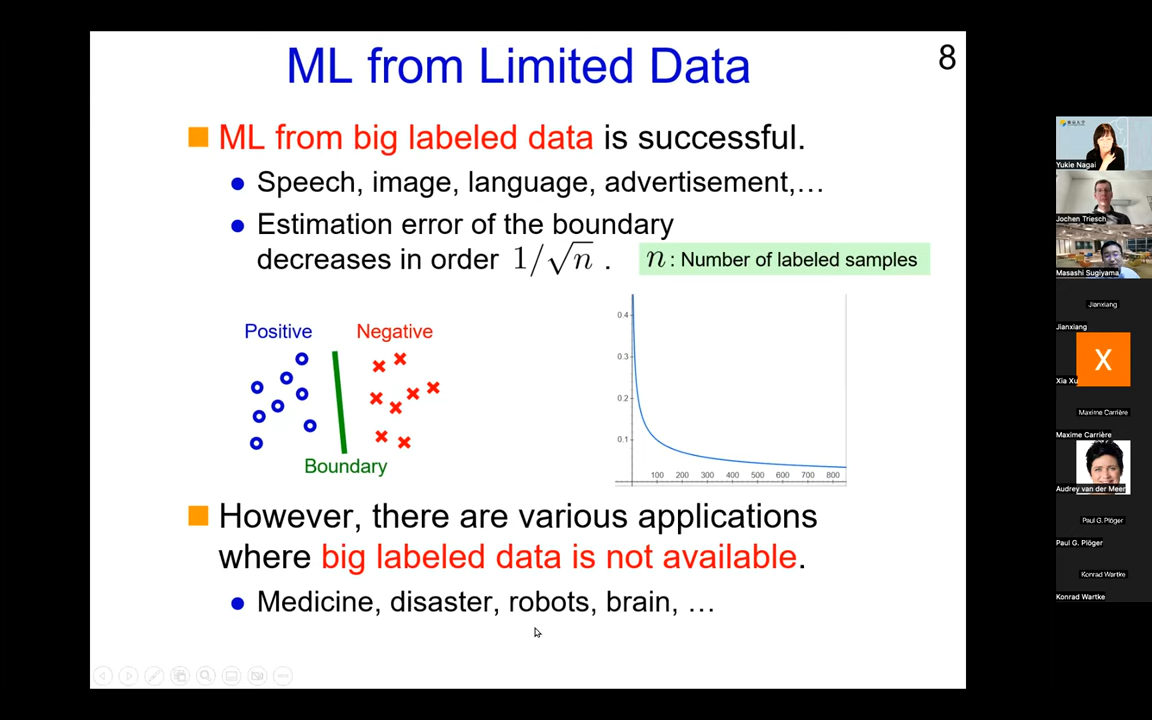 ML from Limited Data
8
■ ML from big labeled data is successful.
● Speech, image, language, advertisement,…
● Estimation error of the boundary
decreases in order 1/√n .
n : Number of labeled samples
Positive
Negative
Boundary
0.4
0.3
0.2
0.1
100 200 300 400 500 600 700 800
■ However, there are various applications
where big labeled data is not available.
● Medicine, disaster, robots, brain, …
Yukie Nagai
Jochen Triesch
Masashi Sugiyama
Jianxiang
Jianxiang
X
Xia Xu
Maxime Carrière
Maxime Carrière
Audrey van der Meer
Paul G. Plöger
Paul G. Plöger
Konrad Wartke
Konrad Wartke